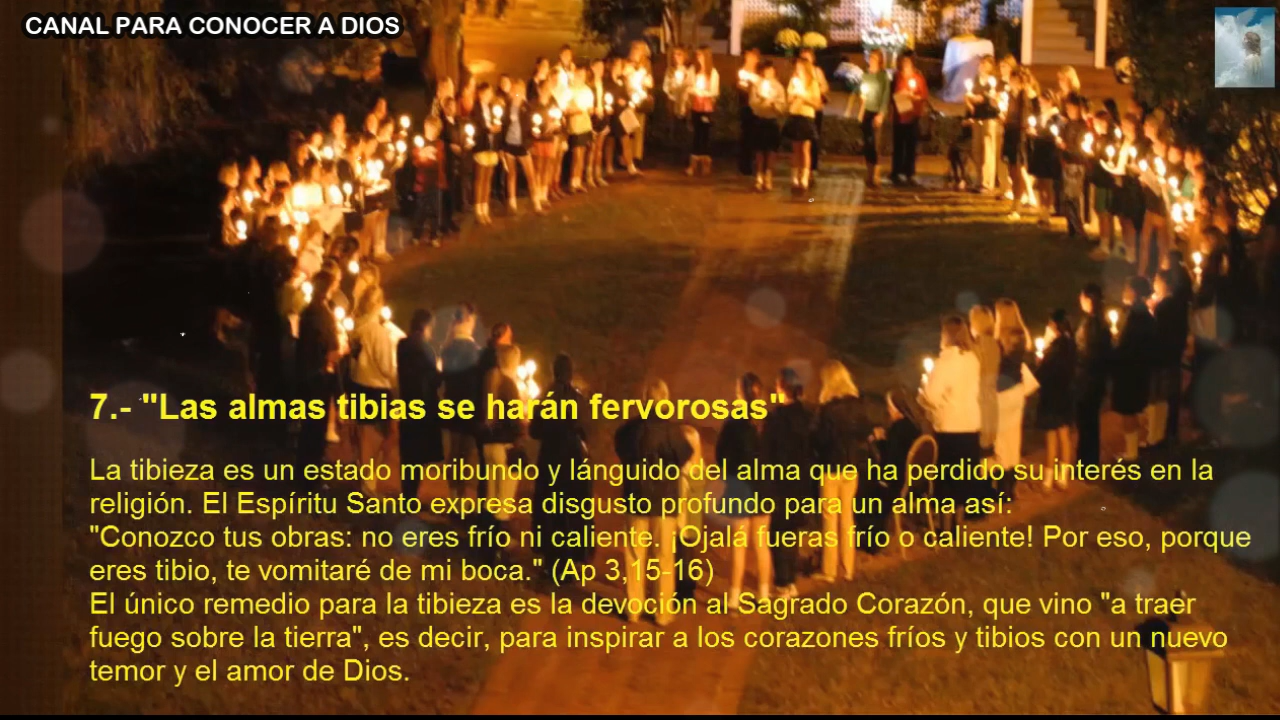 CANAL PARA CONOCER A DIOS
7.- "Las almas tibias se harán fervorosas"
La tibieza es un estado moribundo y lánguido del alma que ha perdido su interés en la
religión. El Espíritu Santo expresa disgusto profundo para un alma así:
"Conozco tus obras: no eres frío ni caliente. ¡Ojalá fueras frío o caliente! Por eso, porque
eres tibio, te vomitaré de mi boca." (Ap 3,15-16)
El único remedio para la tibieza es la devoción al Sagrado Corazón, que vino "a traer
fuego sobre la tierra", es decir, para inspirar a los corazones fríos y tibios con un nuevo
temor y el amor de Dios.